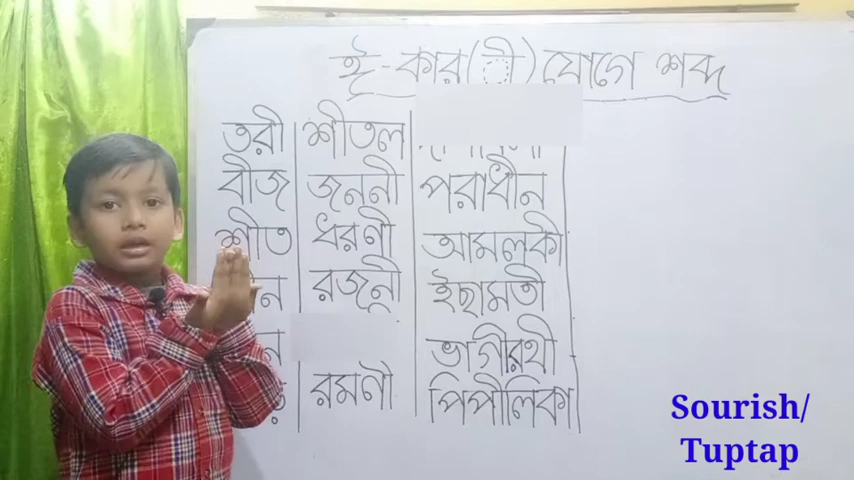 ঈ-কার(ী) যোগে শব্দ
তরী শীতল
বীজ জননী পরাধীন
শীত ধরণী আমলকী
রজনী ইছামতী
ভাগীরথী
রমণী পিপীলিকা
Sourish/
Tuptap